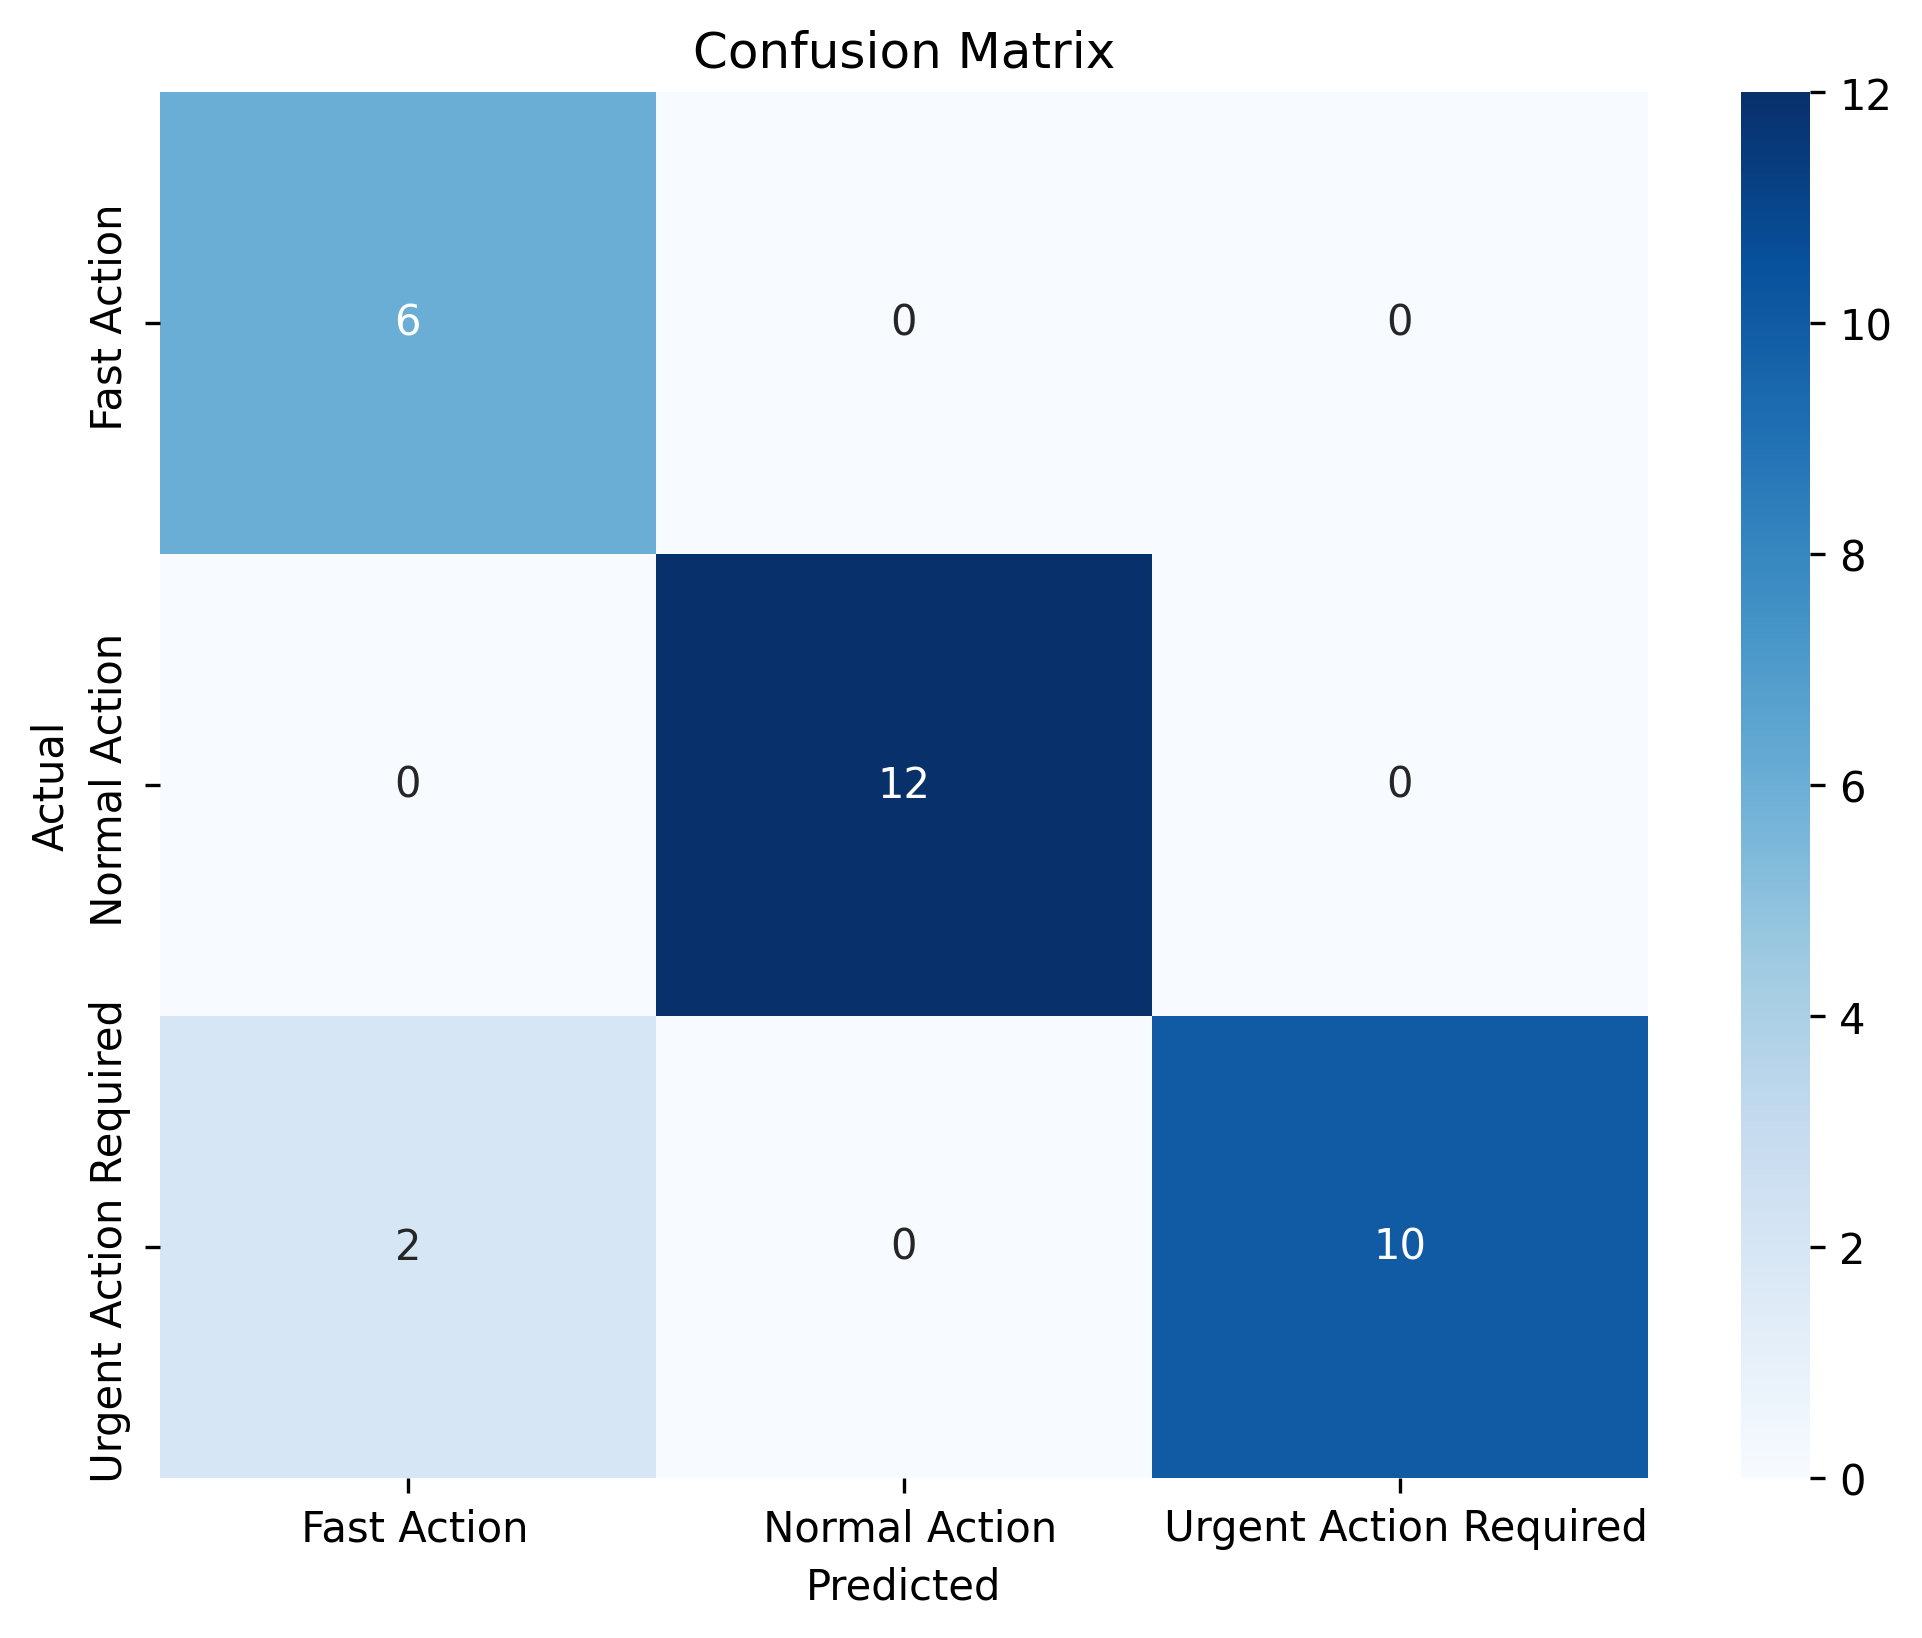 Confusion Matrix
Actual
Fast Action
6
0
0
Normal Action
0
12
0
Urgent Action Required
2
0
10
Fast Action
Normal Action
Urgent Action Required
Predicted
12
10
8
6
4
2
0